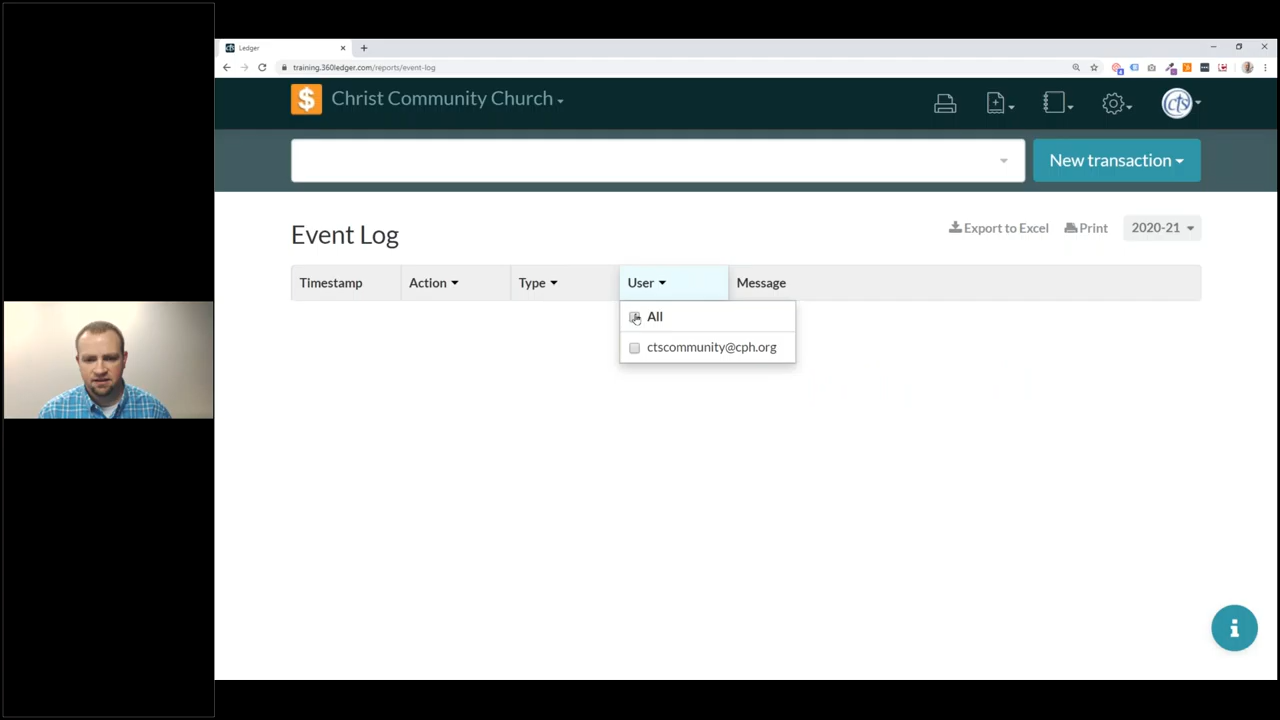 Ledger
training.360ledger.com/reports/event-log
$ Christ Community Church
cts
New transaction
Event Log
Export to Excel Print 2020-21
Timestamp Action Type User Message
All
ctscommunity@cph.org
i